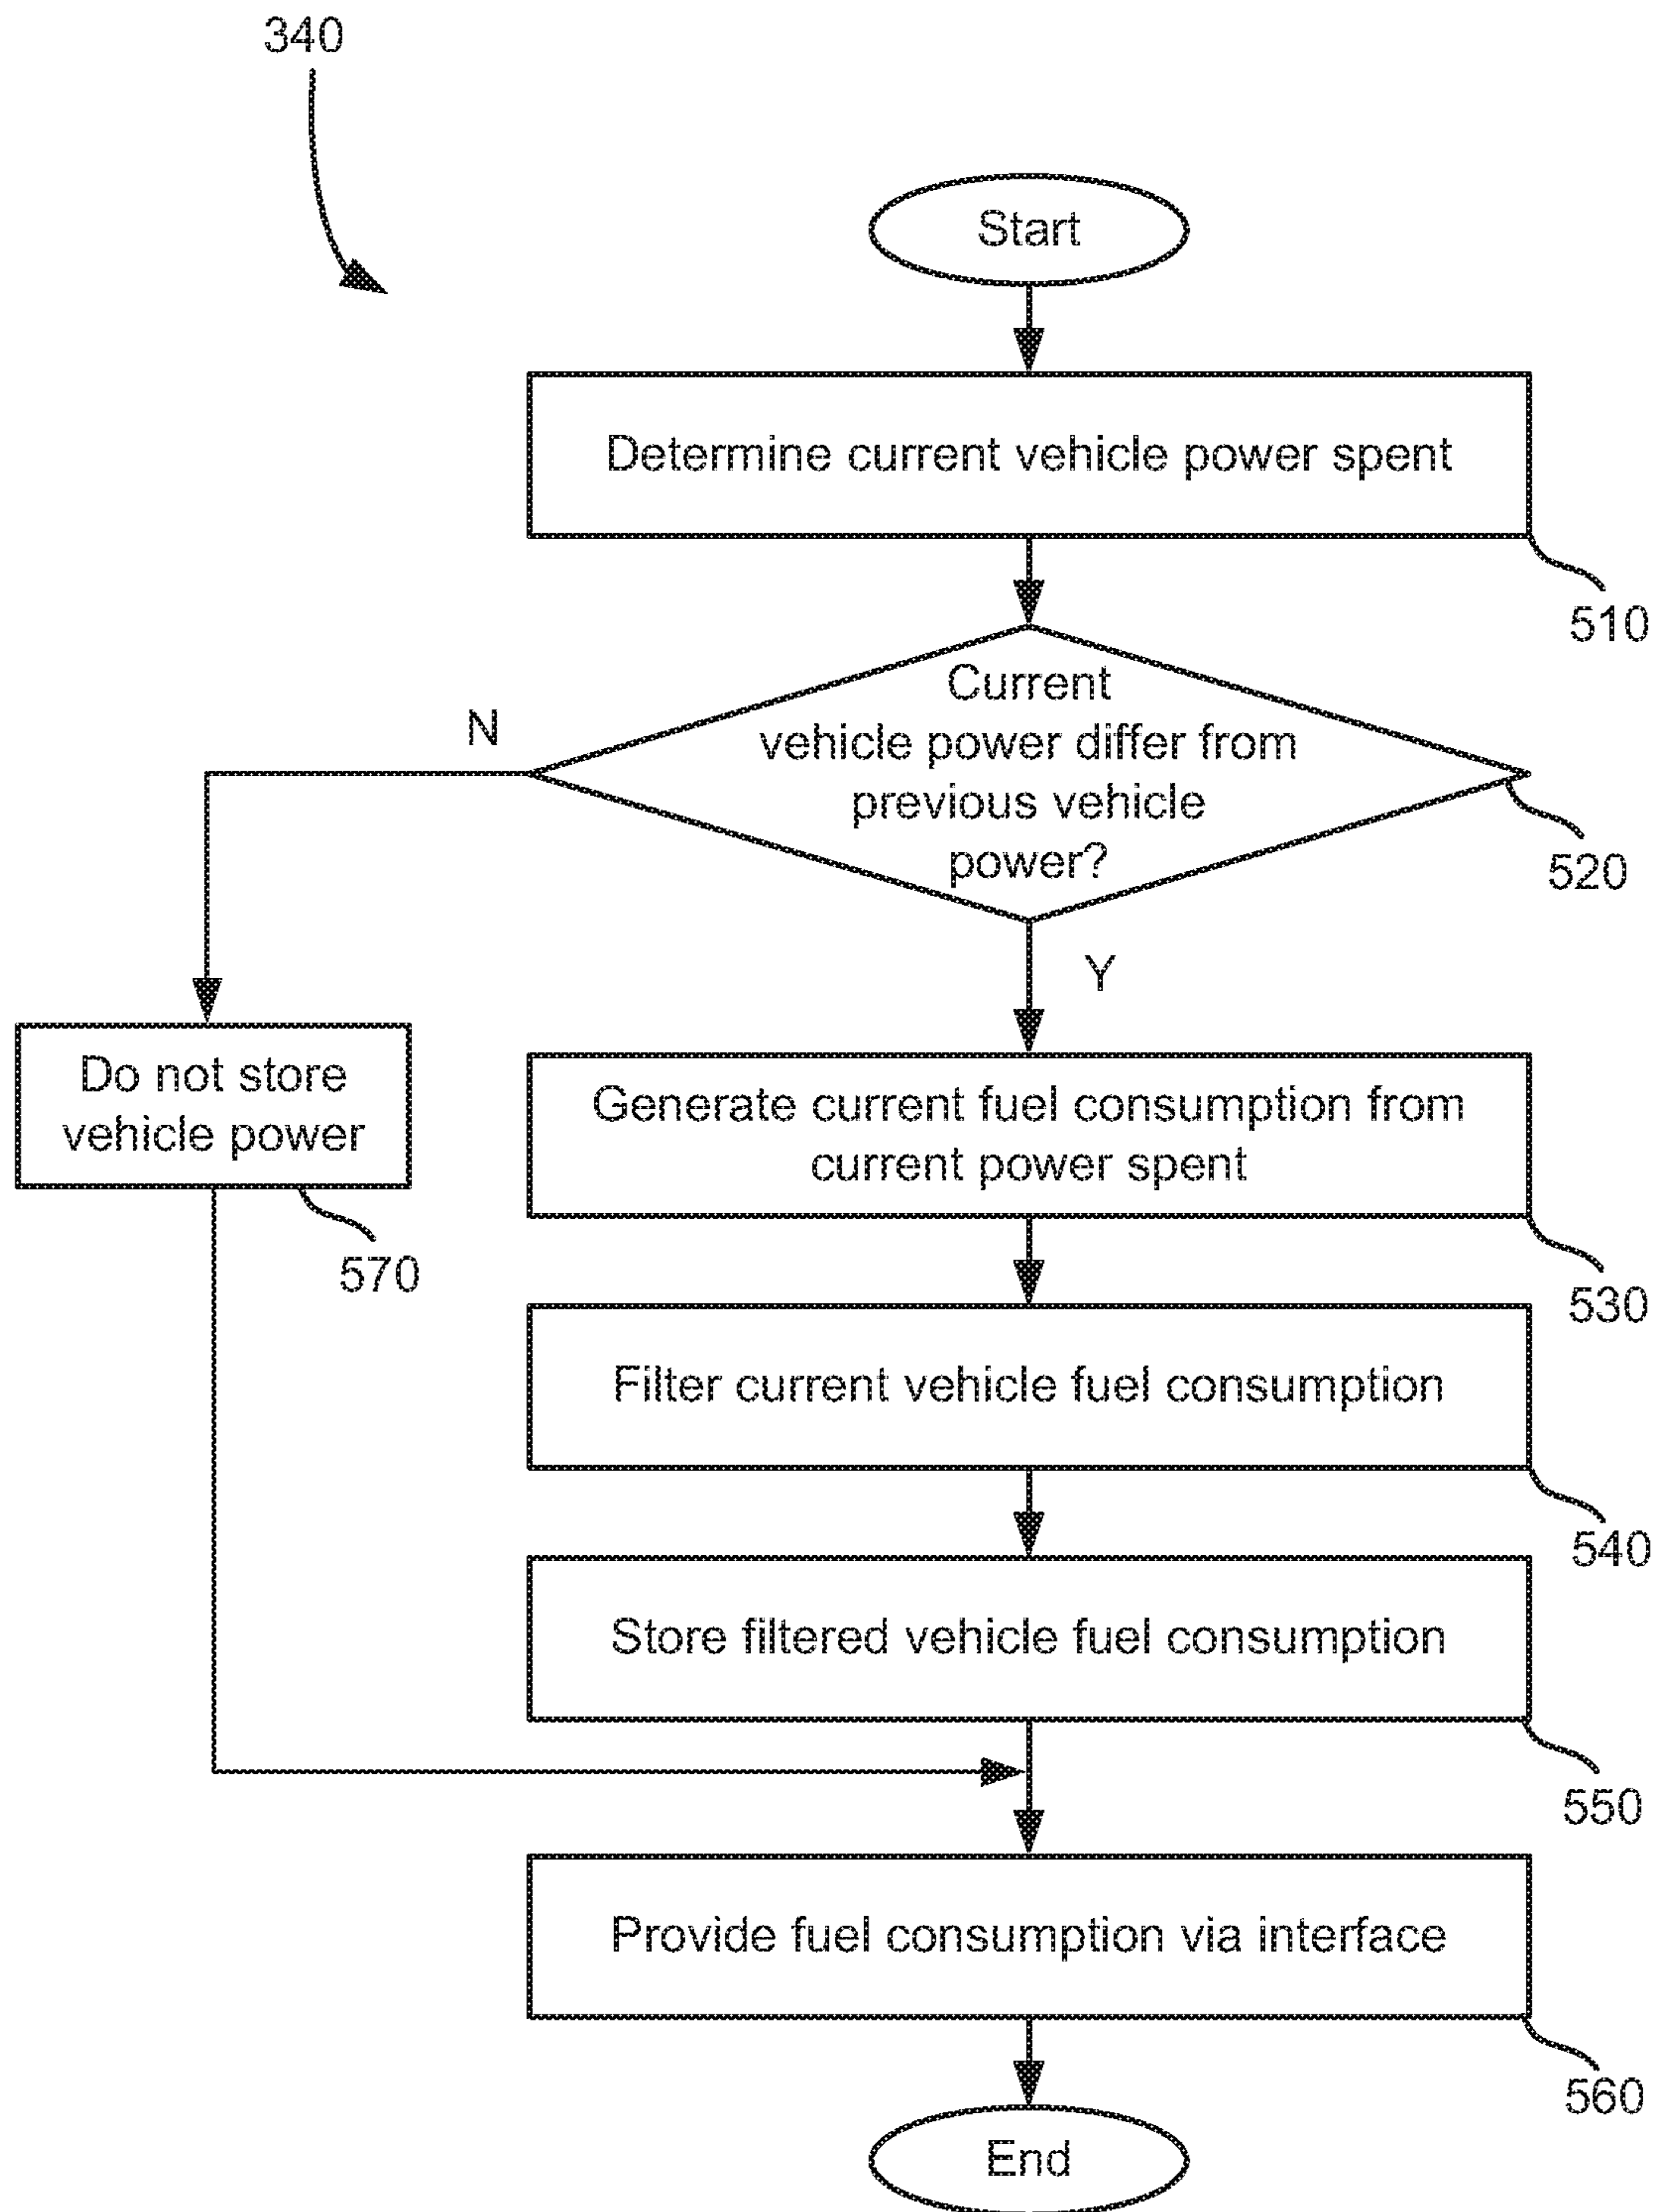 340
Start
Determine current vehicle power spent
510
Current
vehicle power differ from
previous vehicle
power?
520
N
Y
Do not store
vehicle power
570
Generate current fuel consumption from
current power spent
530
Filter current vehicle fuel consumption
540
Store filtered vehicle fuel consumption
550
Provide fuel consumption via interface
560
End